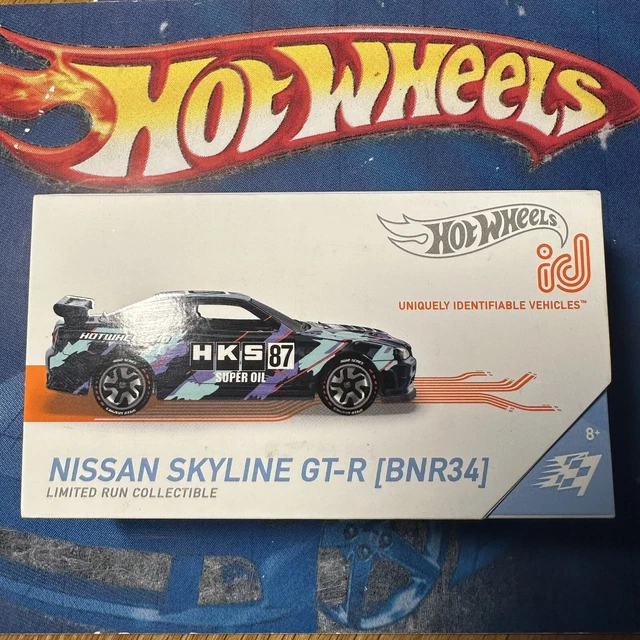 HOT WHEELS
HOT WHEELS
id
UNIQUELY IDENTIFIABLE VEHICLES™
HKS 87
SUPER OIL
8+
NISSAN SKYLINE GT-R [BNR34]
LIMITED RUN COLLECTIBLE